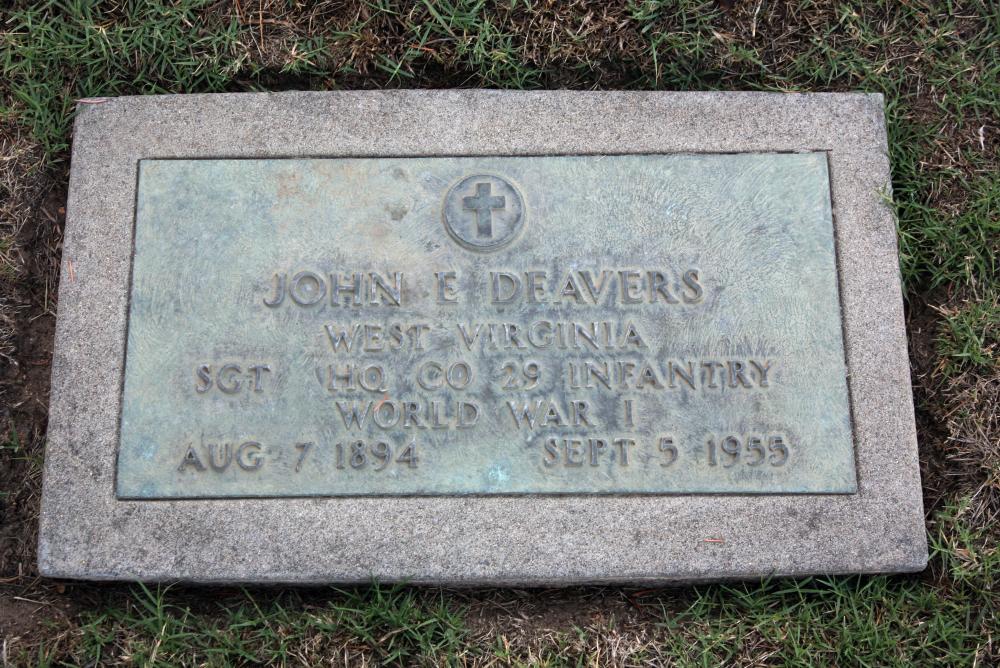 JOHN E DEAVERS
WEST VIRGINIA
SGT HQ CO 29 INFANTRY
WORLD WAR I
AUG 7 1894 SEPT 5 1955